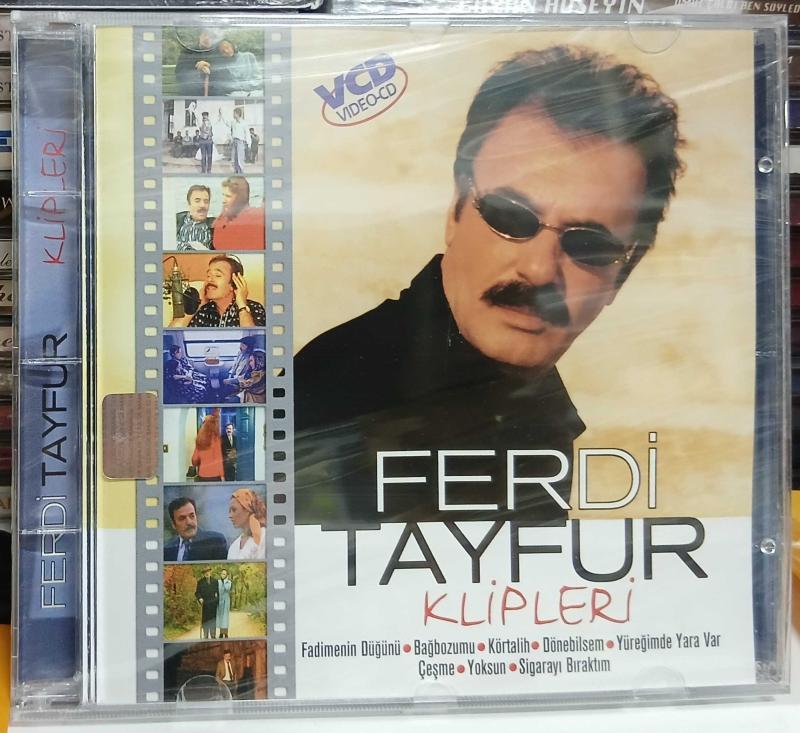 HÜSEYİN
VCD
VIDEO-CD
FERDİ TAYFUR KLİPLERİ
FERDİ
TAYFUR
KLİPLERİ
Fadimenin Düğünü • Bağbozumu • Körtalih • Dönebilsem • Yüreğimde Yara Var
Çeşme • Yoksun • Sigarayı Bıraktım